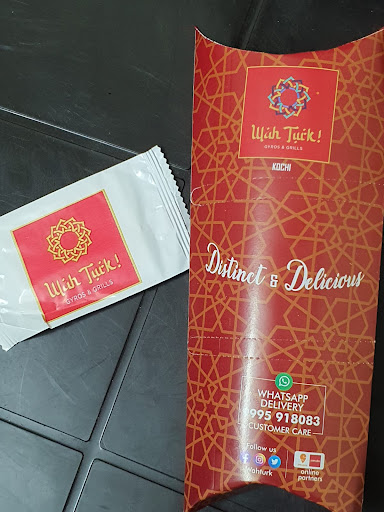 Wah Turk!
GYROS & GRILLS
KOCHI
Distinct & Delicious
WHATSAPP
DELIVERY
995 918083
CUSTOMER CARE
Follow us
online
partners
Wah Turk!
GYROS & GRILLS